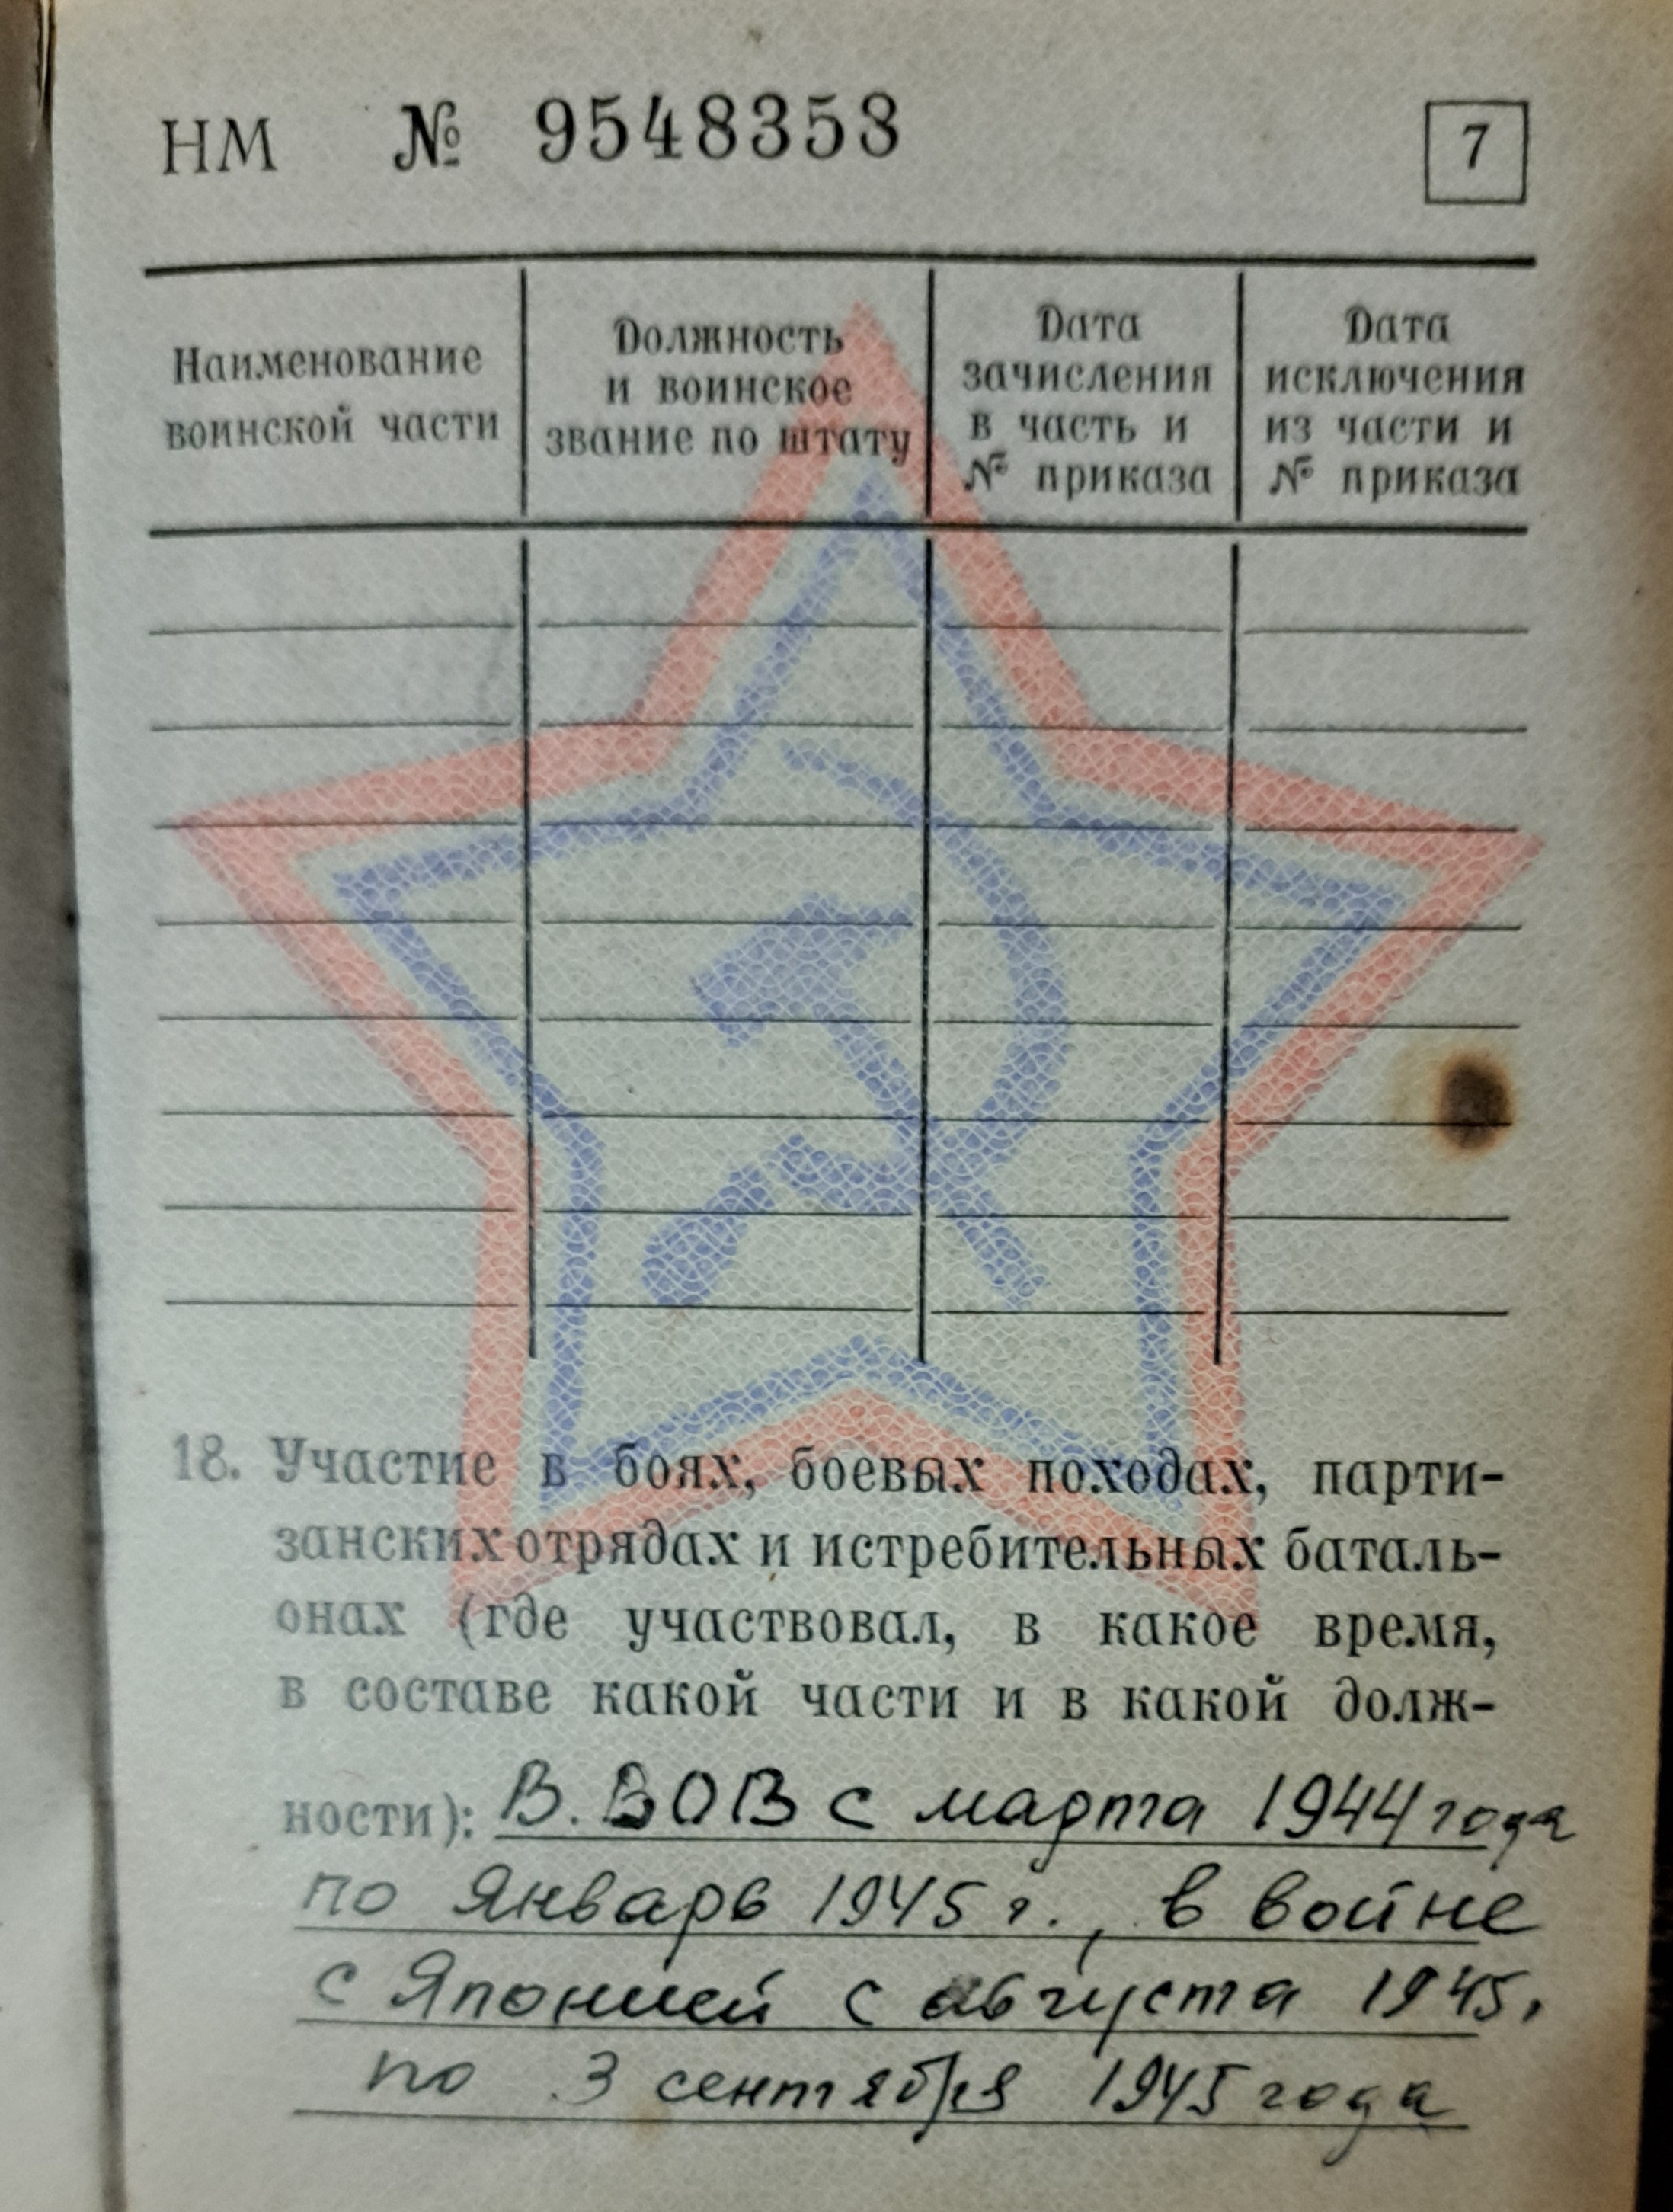 НМ № 9548358
7
Наименование
воинской части
Должность
и воинское
звание по штату
Дата
зачисления
в часть и
№ приказа
Дата
исключения
из части и
№ приказа
18. Участие в боях, боевых походах, парти-
занских отрядах и истребительных баталь-
онах (где участвовал, в какое время,
в составе какой части и в какой долж-
ности): В. ВОВ с марта 1944 года
по Январь 1945 г., в войне
с Японией с августа 1945,
по 3 сентября 1945 года